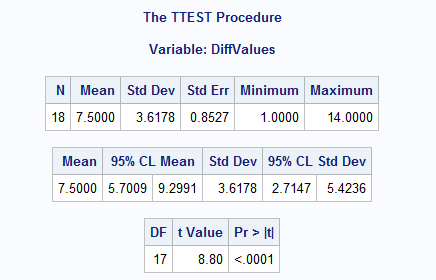 The TTEST Procedure
Variable: DiffValues
N Mean Std Dev Std Err Minimum Maximum
18 7.5000 3.6178 0.8527 1.0000 14.0000
Mean 95% CL Mean Std Dev 95% CL Std Dev
7.5000 5.7009 9.2991 3.6178 2.7147 5.4236
DF t Value Pr > |t|
17 8.80 <.0001